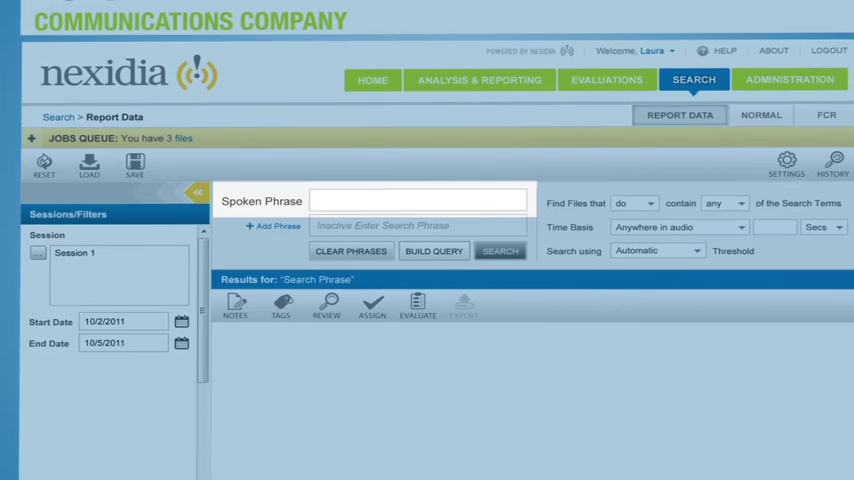 COMMUNICATIONS COMPANY
POWERED BY NEXIDIA
Welcome, Laura
HELP
ABOUT
LOGOUT
nexidia
HOME
ANALYSIS & REPORTING
EVALUATIONS
SEARCH
ADMINISTRATION
Search > Report Data
REPORT DATA
NORMAL
FCR
+ JOBS QUEUE: You have 3 files
RESET
LOAD
SAVE
SETTINGS
HISTORY
Sessions/Filters
Session
...
Session 1
Start Date 10/2/2011
End Date 10/5/2011
Spoken Phrase
+ Add Phrase
Inactive Enter Search Phrase
CLEAR PHRASES
BUILD QUERY
SEARCH
Find Files that do contain any of the Search Terms
Time Basis Anywhere in audio Secs
Search using Automatic Threshold
Results for: "Search Phrase"
NOTES
TAGS
REVIEW
ASSIGN
EVALUATE
EXPORT